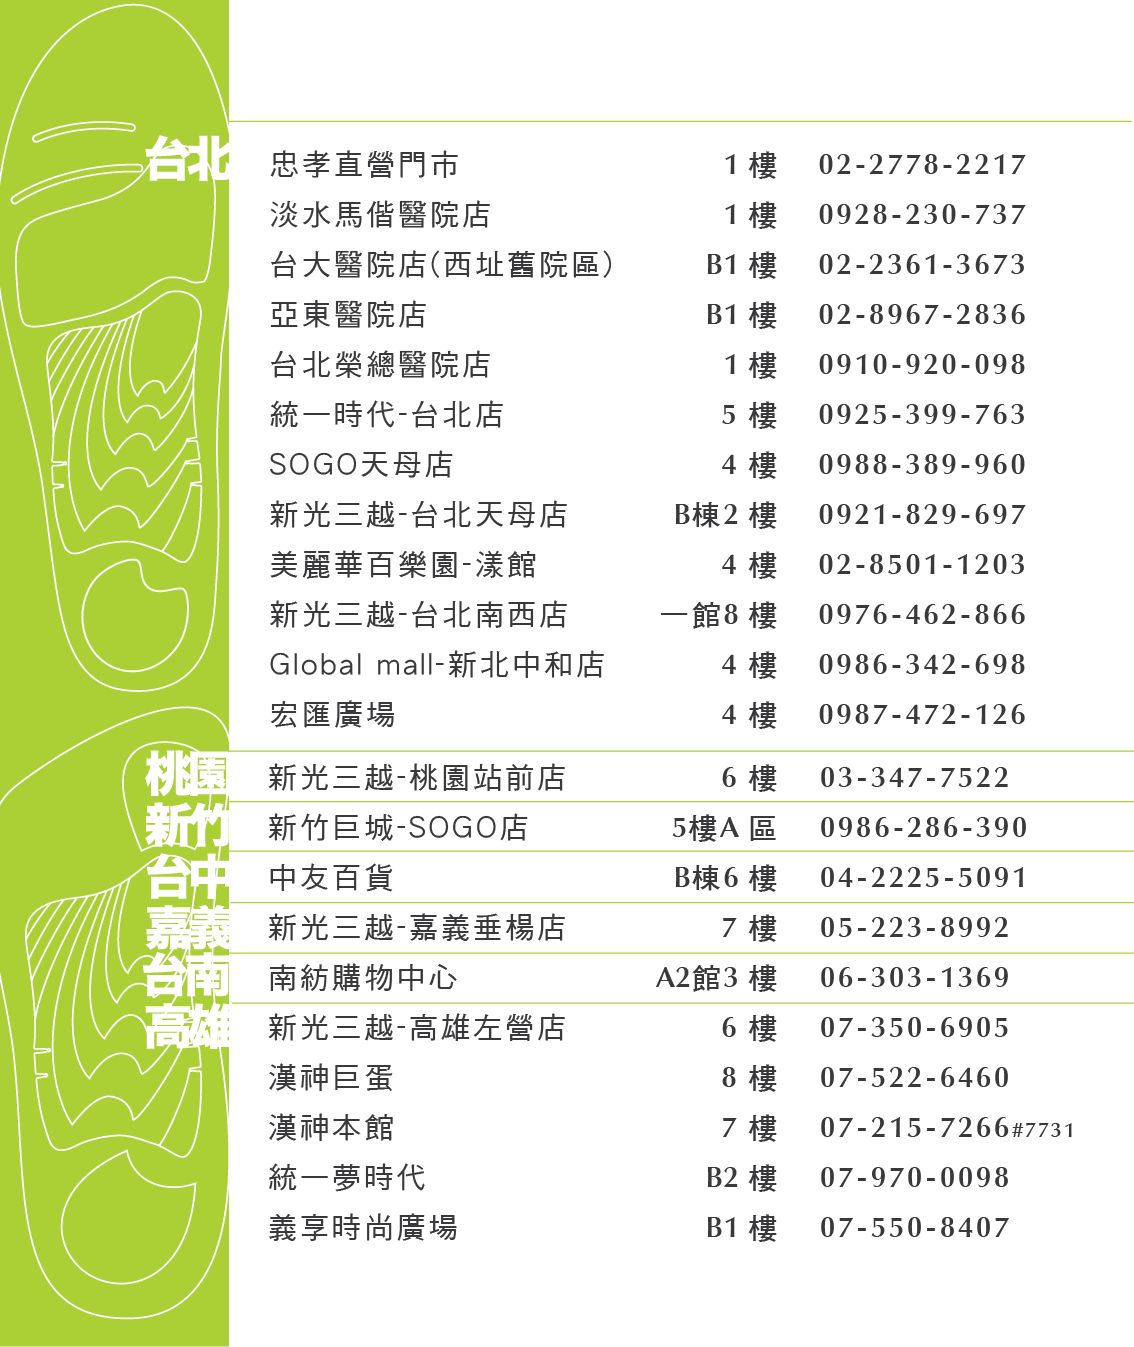 台北
忠孝直營門市 1 樓 02-2778-2217
淡水馬偕醫院店 1 樓 0928-230-737
台大醫院店(西址舊院區) B1 樓 02-2361-3673
亞東醫院店 B1 樓 02-8967-2836
台北榮總醫院店 1 樓 0910-920-098
統一時代-台北店 5 樓 0925-399-763
SOGO天母店 4 樓 0988-389-960
新光三越-台北天母店 B棟2 樓 0921-829-697
美麗華百樂園-漾館 4 樓 02-8501-1203
新光三越-台北南西店 一館8 樓 0976-462-866
Global mall-新北中和店 4 樓 0986-342-698
宏匯廣場 4 樓 0987-472-126
桃園 新光三越-桃園站前店 6 樓 03-347-7522
新竹 新竹巨城-SOGO店 5樓A 區 0986-286-390
台中 中友百貨 B棟6 樓 04-2225-5091
嘉義 新光三越-嘉義垂楊店 7 樓 05-223-8992
台南 南紡購物中心 A2館3 樓 06-303-1369
高雄 新光三越-高雄左營店 6 樓 07-350-6905
漢神巨蛋 8 樓 07-522-6460
漢神本館 7 樓 07-215-7266#7731
統一夢時代 B2 樓 07-970-0098
義享時尚廣場 B1 樓 07-550-8407